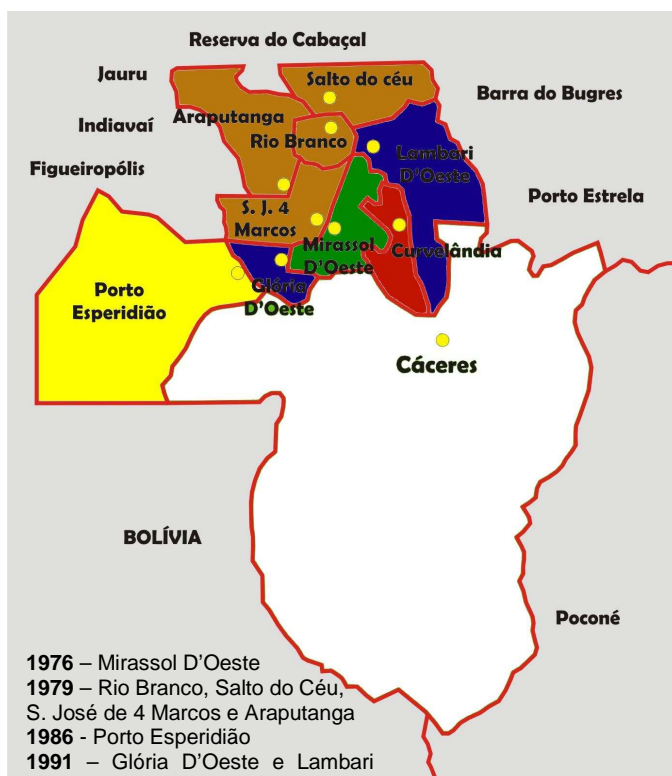 Reserva do Cabaçal
Jauru
Salto do céu
Barra do Bugres
Araputanga
Indiavaí
Rio Branco
Lambari
D'Oeste
Figueiropólis
Porto Estrela
S. J. 4
Marcos
Mirassol
D'Oeste
Curvelândia
Glória
D'Oeste
Porto
Esperidião
Cáceres
BOLÍVIA
Poconé
1976 – Mirassol D'Oeste
1979 – Rio Branco, Salto do Céu,
S. José de 4 Marcos e Araputanga
1986 - Porto Esperidião
1991 – Glória D'Oeste e Lambari